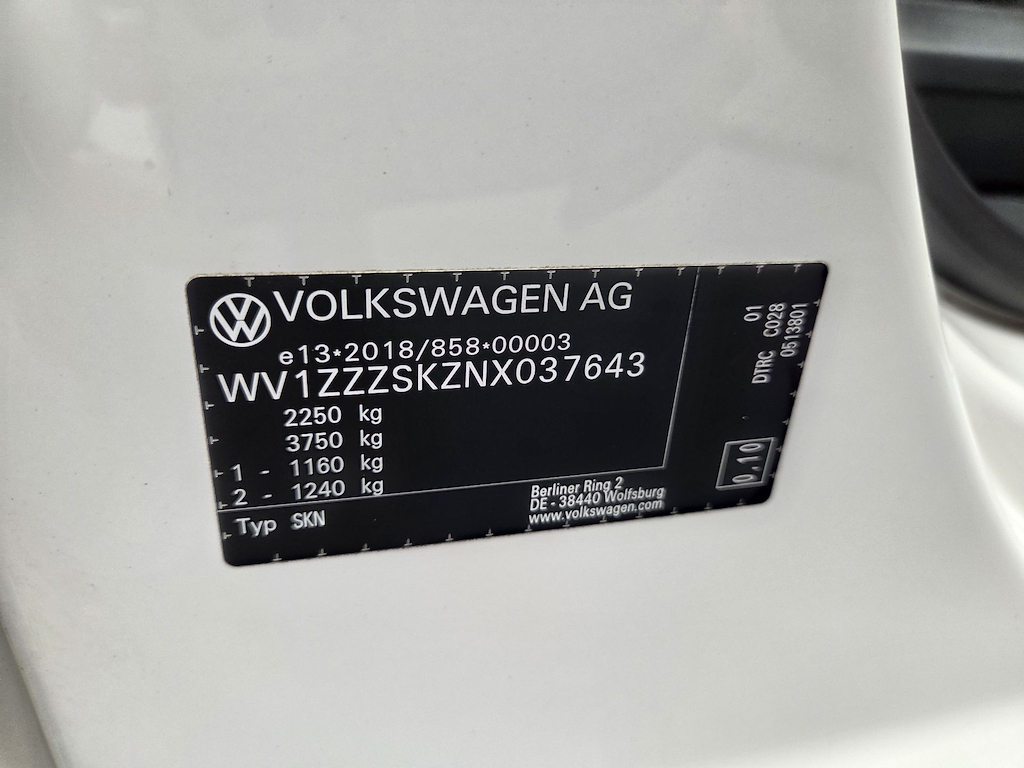 VOLKSWAGEN AG
e13*2018/858*00003
WV1ZZZSKZNX037643
2250 kg
3750 kg
1 - 1160 kg
2 - 1240 kg
Typ SKN
Berliner Ring 2
DE - 38440 Wolfsburg
www.volkswagen.com
01
DTRC C028
0513801
0.10